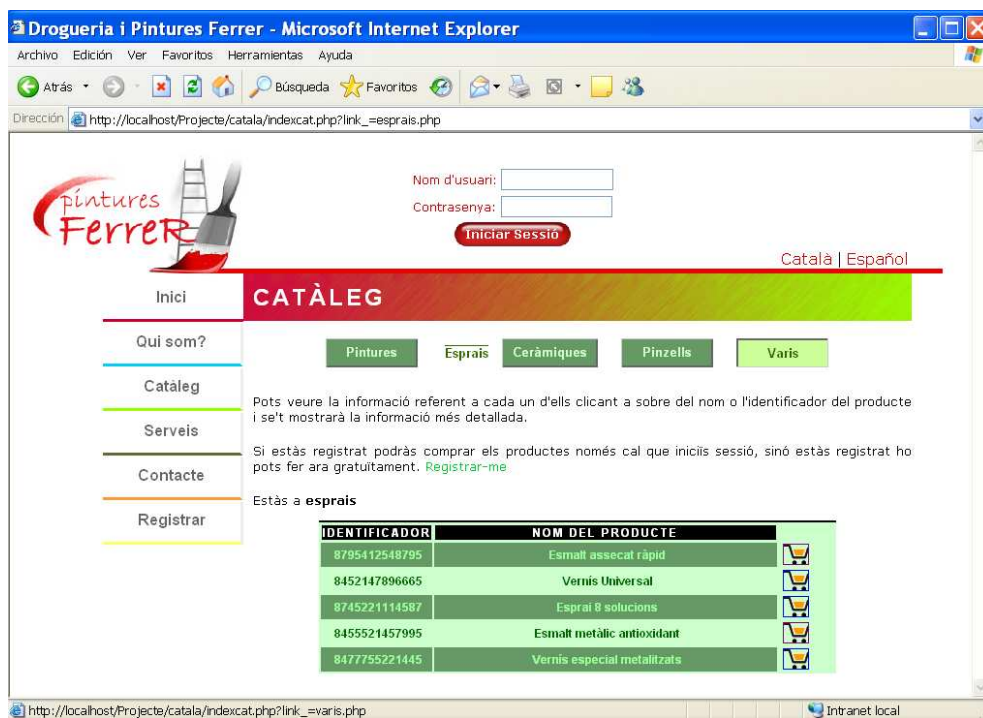 Drogueria i Pintures Ferrer - Microsoft Internet Explorer
Archivo Edición Ver Favoritos Herramientas Ayuda
Atrás Búsqueda Favoritos
Dirección http://localhost/Projecte/catala/indexcat.php?link_=esprais.php
pintures
FerreR
Nom d'usuari:
Contrasenya:
Iniciar Sessió
Català | Español
Inici
CATÀLEG
Qui som?
Catàleg
Serveis
Contacte
Registrar
Pintures Esprais Ceràmiques Pinzells Varis
Pots veure la informació referent a cada un d'ells clicant a sobre del nom o l'identificador del producte
i se't mostrarà la informació més detallada.
Si estàs registrat podràs comprar els productes només cal que iniciïs sessió, sinó estàs registrat ho
pots fer ara gratuïtament. Registrar-me
Estàs a esprais
IDENTIFICADOR NOM DEL PRODUCTE
8795412548795 Esmalt assecat ràpid
8452147896665 Vernís Universal
8745221114587 Esprai 8 solucions
8455521457995 Esmalt metàlic antioxidant
8477755221445 Vernís especial metalitzats
http://localhost/Projecte/catala/indexcat.php?link_=varis.php
Intranet local